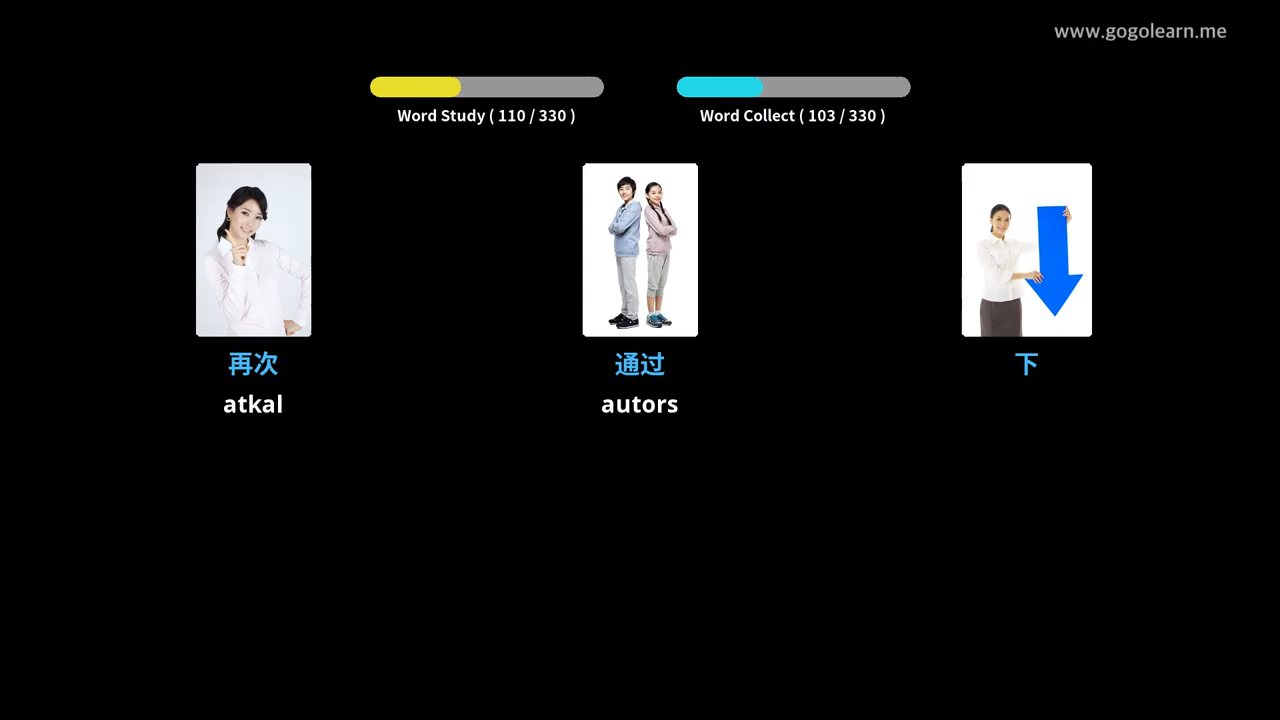 www.gogolearn.me
Word Study ( 110 / 330 )
Word Collect ( 103 / 330 )
再次
通过
下
atkal
autors